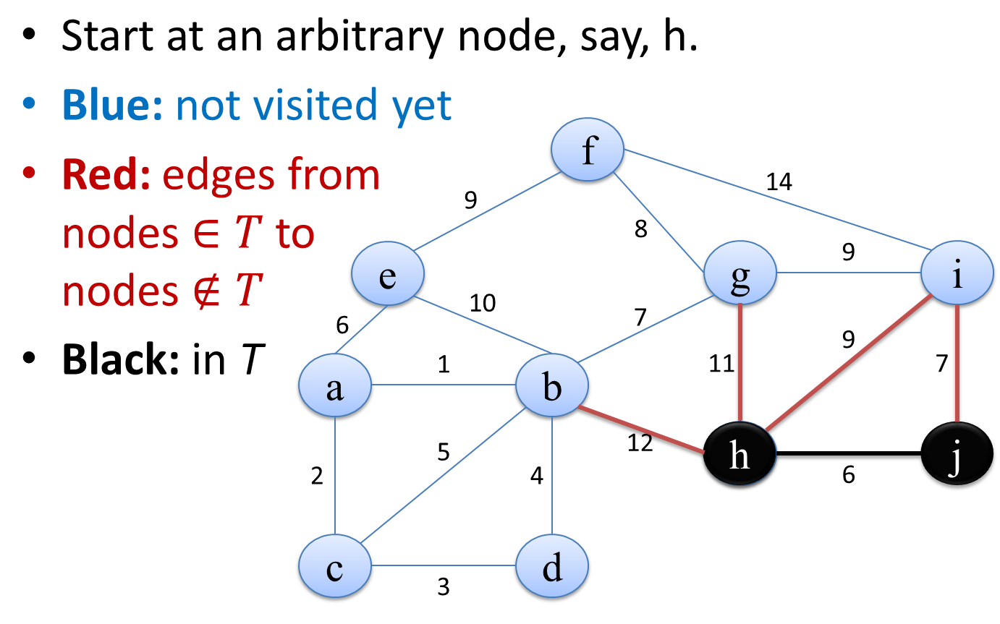 • Start at an arbitrary node, say, h.
• Blue: not visited yet
• Red: edges from
nodes ∈ T to
nodes ∉ T
• Black: in T
f
14
9
8
9
e
g
i
10
6
7
1
11
9
7
a
b
12
h
j
5
2
4
6
c
d
3